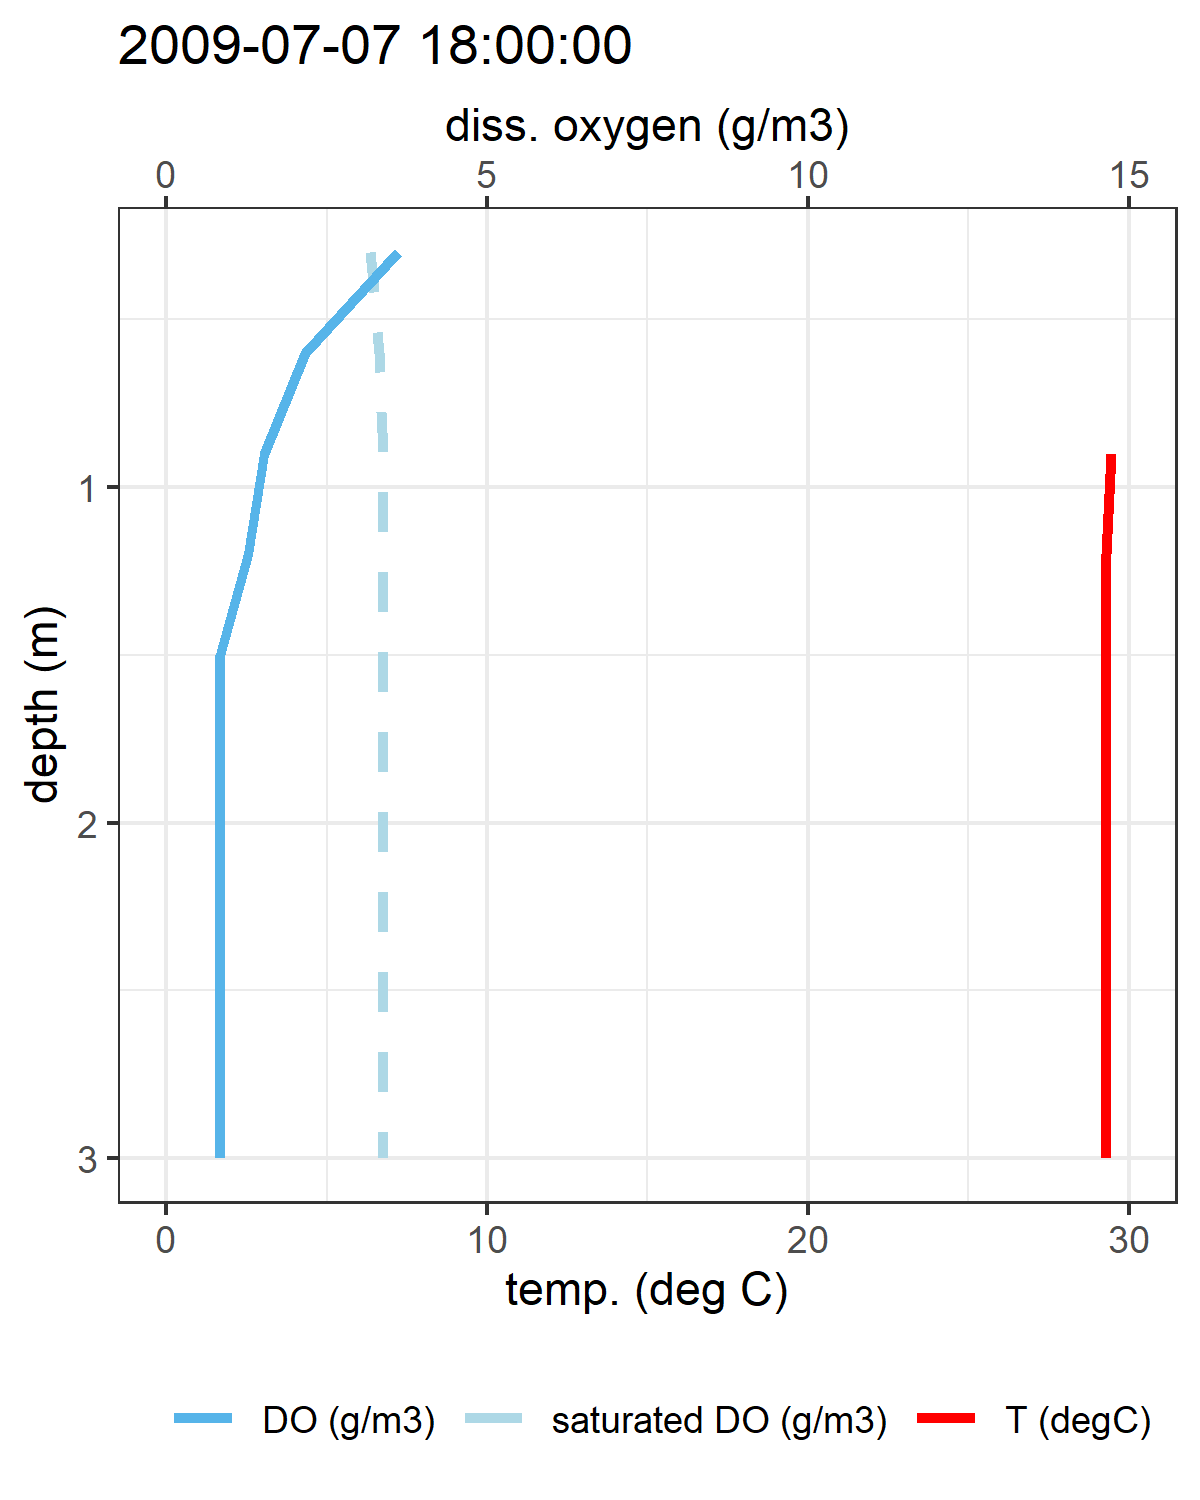 2009-07-07 18:00:00
diss. oxygen (g/m3)
0 5 10 15
depth (m)
1
2
3
0 10 20 30
temp. (deg C)
DO (g/m3) saturated DO (g/m3) T (degC)